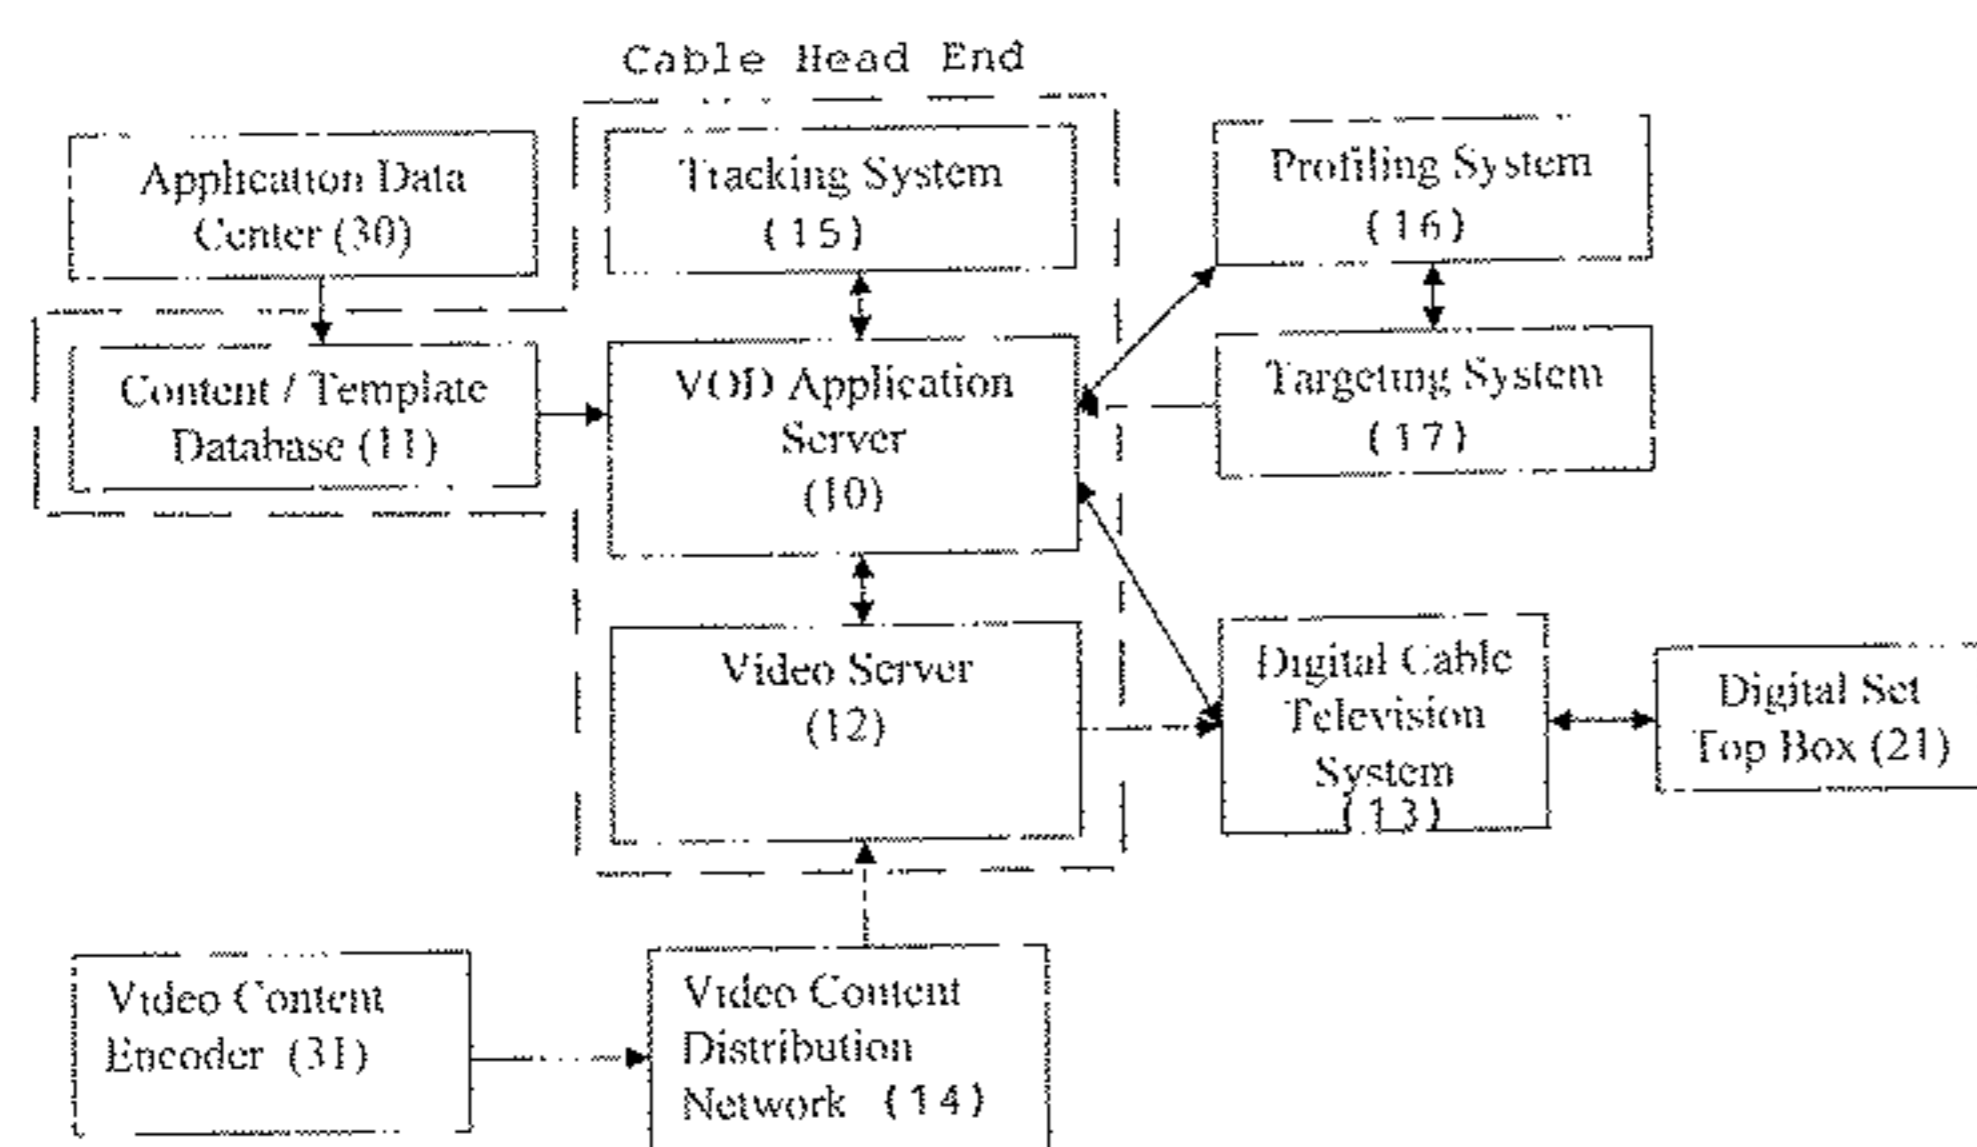 Cable Head End
Application Data
Center (30)
Tracking System
(15)
Profiling System
(16)
Content / Template
Database (11)
VOD Application
Server
(10)
Targeting System
(17)
Video Server
(12)
Digital Cable
Television
System
(13)
Digital Set
Top Box (21)
Video Content
Encoder (31)
Video Content
Distribution
Network (14)